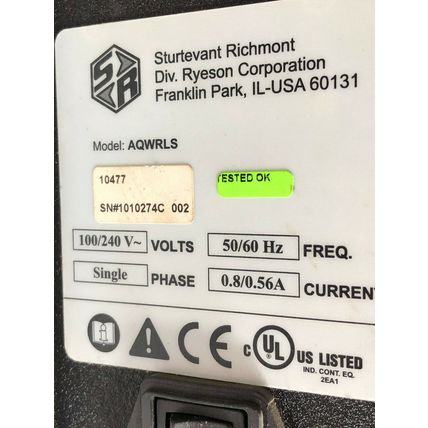 SR
Sturtevant Richmont
Div. Ryeson Corporation
Franklin Park, IL-USA 60131
Model: AQWRLS
10477
SN#1010274C 002
TESTED OK
100/240 V~ VOLTS 50/60 Hz FREQ.
Single PHASE 0.8/0.56A CURRENT
i ! CE c UL US LISTED
IND. CONT. EQ.
2EA1